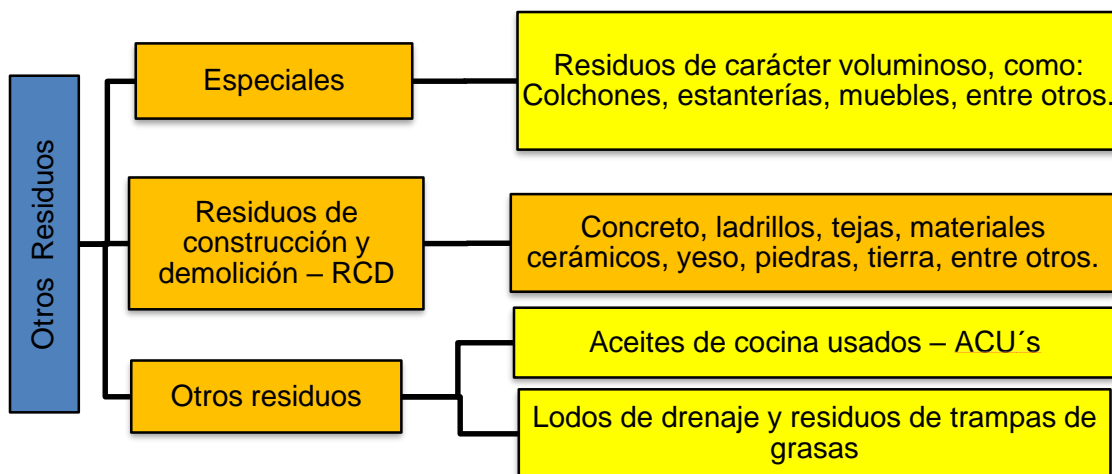 Otros Residuos
Especiales
Residuos de carácter voluminoso, como:
Colchones, estanterías, muebles, entre otros.
Residuos de
construcción y
demolición – RCD
Concreto, ladrillos, tejas, materiales
cerámicos, yeso, piedras, tierra, entre otros.
Otros residuos
Aceites de cocina usados – ACU´s
Lodos de drenaje y residuos de trampas de
grasas